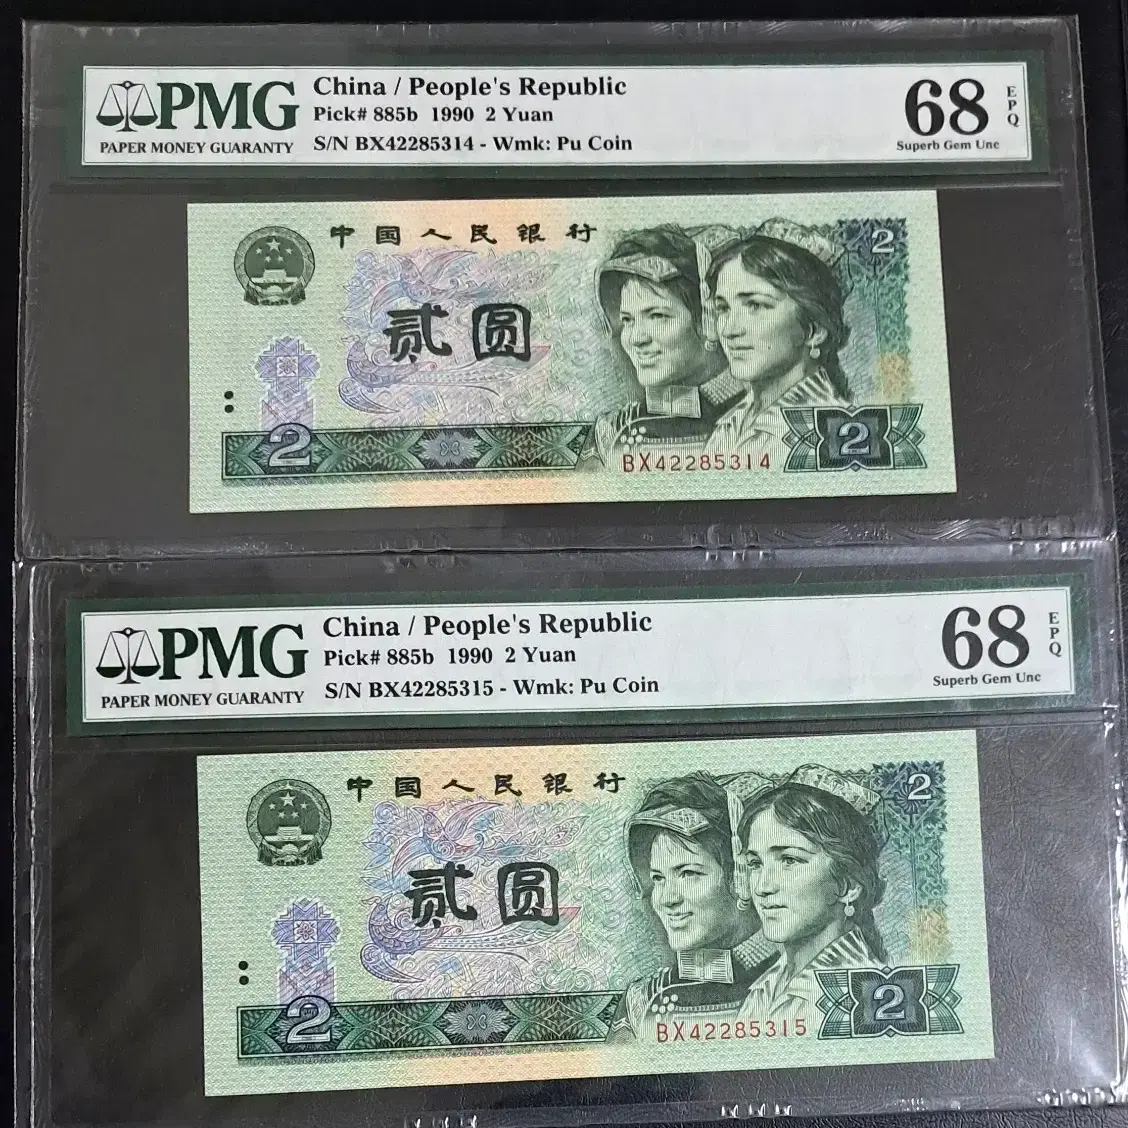 PMG
PAPER MONEY GUARANTY
China / People's Republic
Pick# 885b 1990 2 Yuan
S/N BX42285314 - Wmk: Pu Coin
68
EPQ
Superb Gem Unc
中国人民银行
2
贰圆
2
BX42285314
2
PMG
PAPER MONEY GUARANTY
China / People's Republic
Pick# 885b 1990 2 Yuan
S/N BX42285315 - Wmk: Pu Coin
68
EPQ
Superb Gem Unc
中国人民银行
2
贰圆
2
BX42285315
2